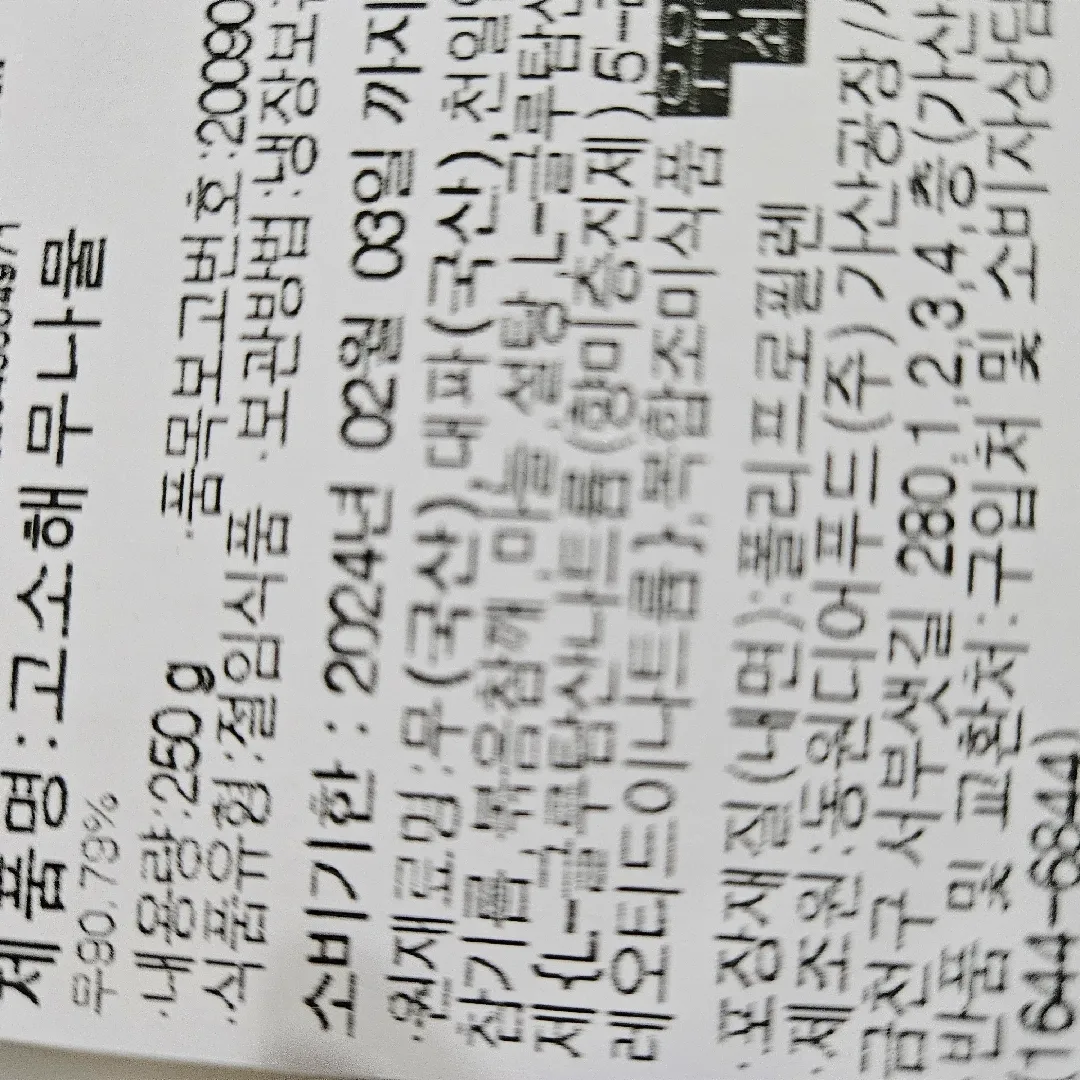 제품명:고소해무나물
무90.79%
·내용량:250g ·품목보고번호:20090
·식품유형:절임식품 ·보관방법:냉장보
소비기한 : 2024년 02월 03일 까지
·원재료명:무(국산),대파(국산),천일
참기름,볶음참깨,마늘,설탕,L-글루탐산
제{L-글루탐산나트륨(향미증진제),5-
레오티드이나트륨},복합조미식품
·포장재질(내면):폴리프로필렌
·제조원:동원디어푸드(주)가산공장/
금천구 서부샛길 280,1,2,3,4,층(가산
·반품 및 교환처:구입처 및 소비자상담
(1644-6844)